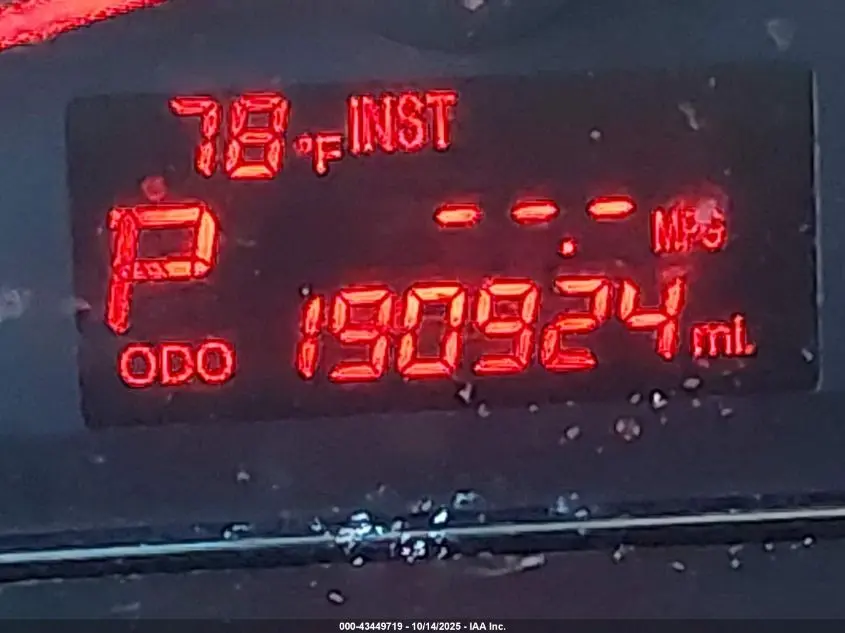 78°F INST
P --.- MPG
ODO 190924 mi.
000-43449719 - 10/14/2025 - IAA Inc.